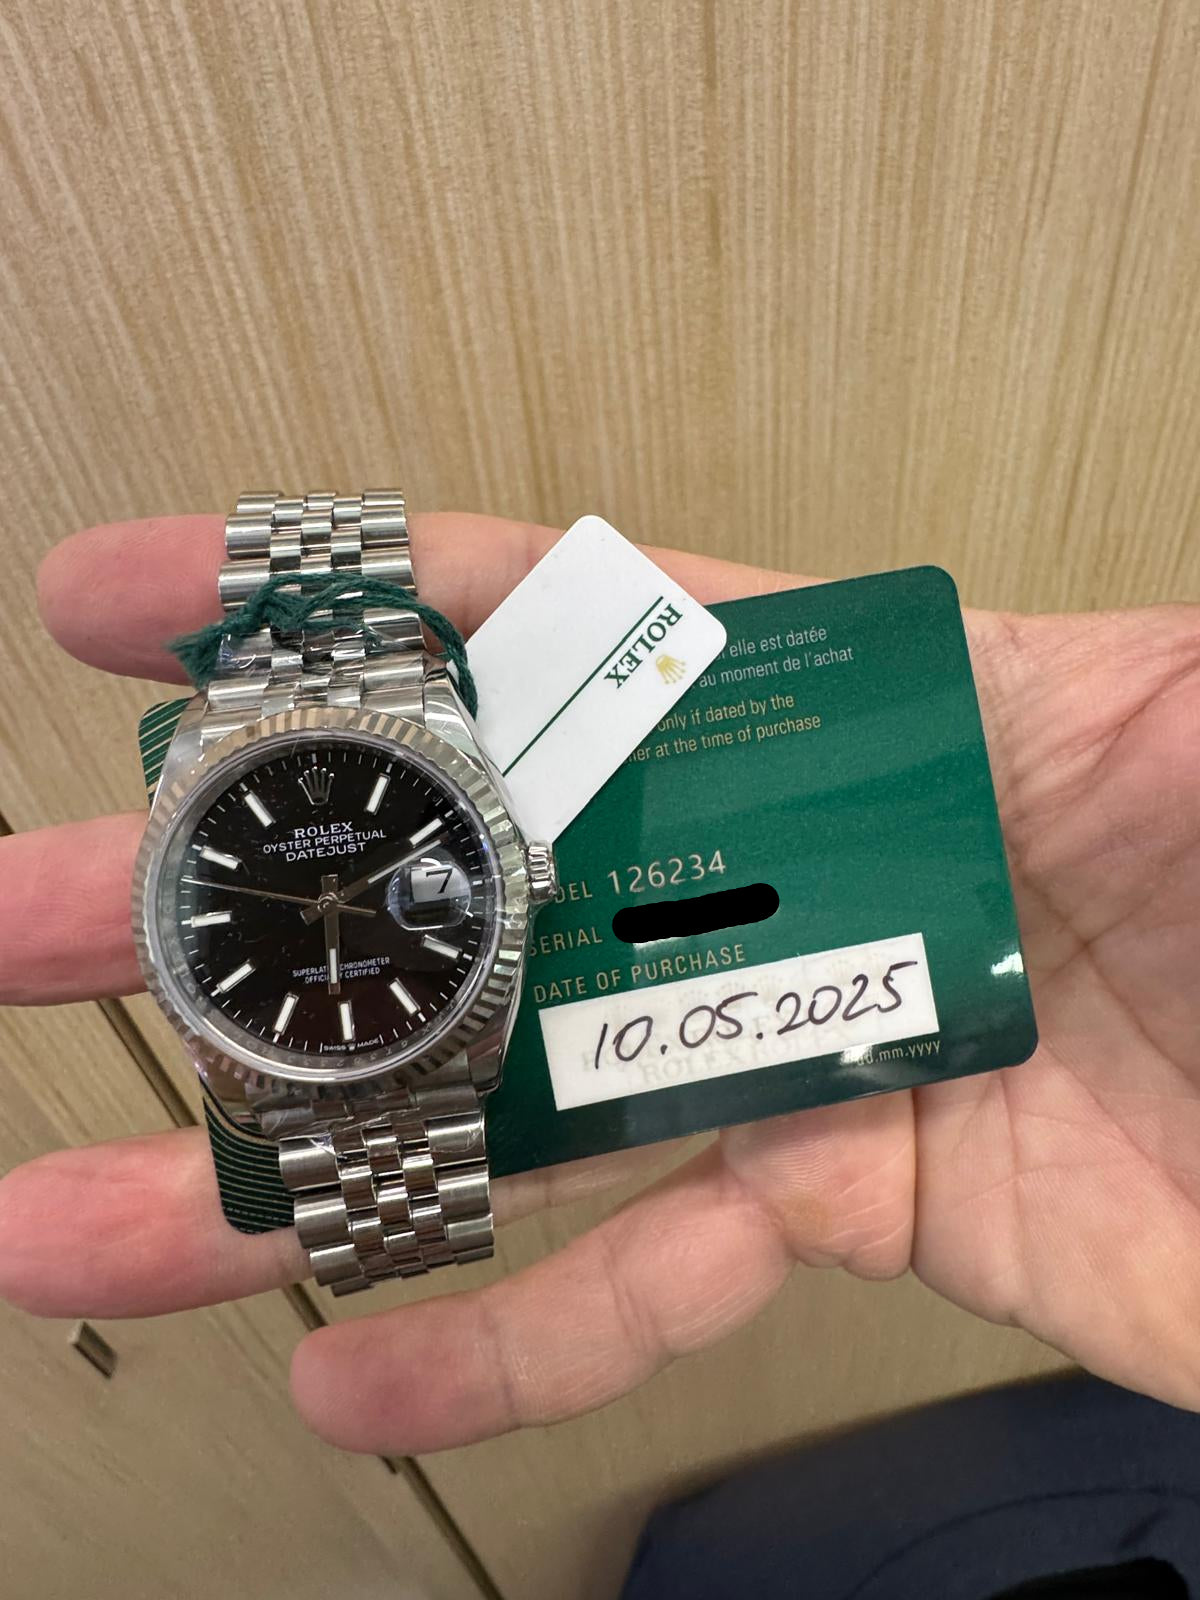 ROLEX
OYSTER PERPETUAL
DATEJUST
7
SUPERLATIVE CHRONOMETER
OFFICIALLY CERTIFIED
SWISS MADE
ROLEX
elle est datée
au moment de l'achat
only if dated by the
at the time of purchase
126234
SERIAL
DATE OF PURCHASE
10.05.2025
dd.mm.yyyy